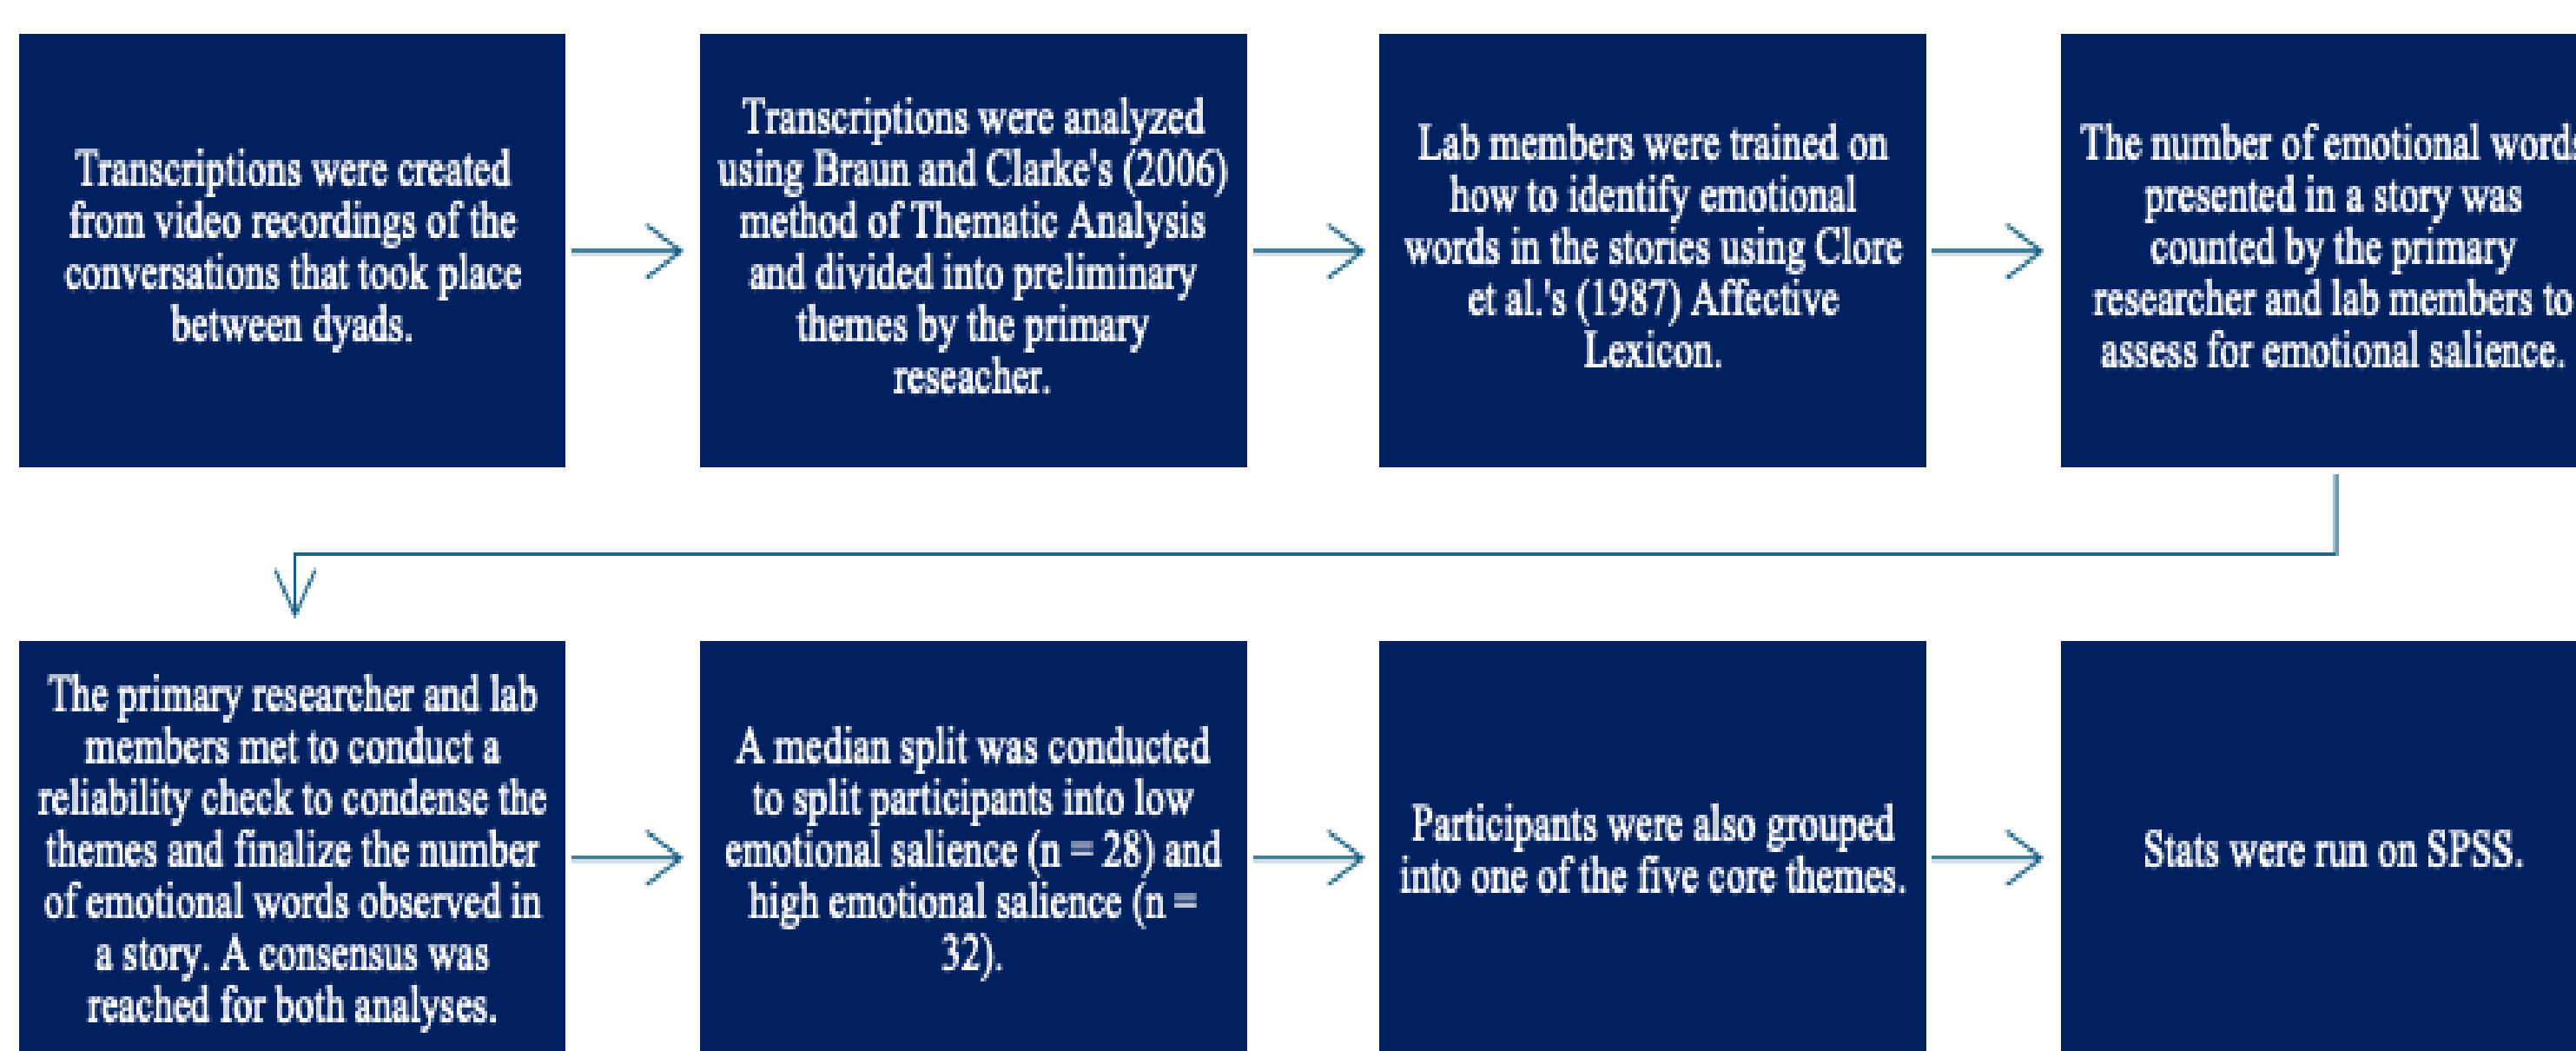 Transcriptions were created
from video recordings of the
conversations that took place
between dyads.
Transcriptions were analyzed
using Braun and Clarke's (2006)
method of Thematic Analysis
and divided into preliminary
themes by the primary
reseacher.
Lab members were trained on
how to identify emotional
words in the stories using Clore
et al.'s (1987) Affective
Lexicon.
The number of emotional words
presented in a story was
counted by the primary
researcher and lab members to
assess for emotional salience.
The primary researcher and lab
members met to conduct a
reliability check to condense the
themes and finalize the number
of emotional words observed in
a story. A consensus was
reached for both analyses.
A median split was conducted
to split participants into low
emotional salience (n = 28) and
high emotional salience (n =
32).
Participants were also grouped
into one of the five core themes.
Stats were run on SPSS.